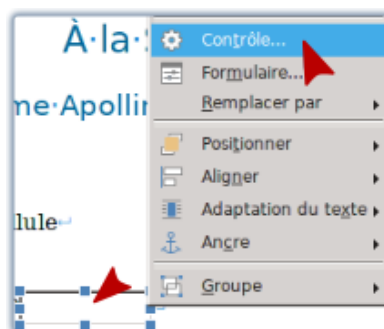 À·la·
Contrôle...
Formulaire...
me·Apollin
Remplacer par
Positionner
Aligner
lule
Adaptation du texte
Ancre
Groupe